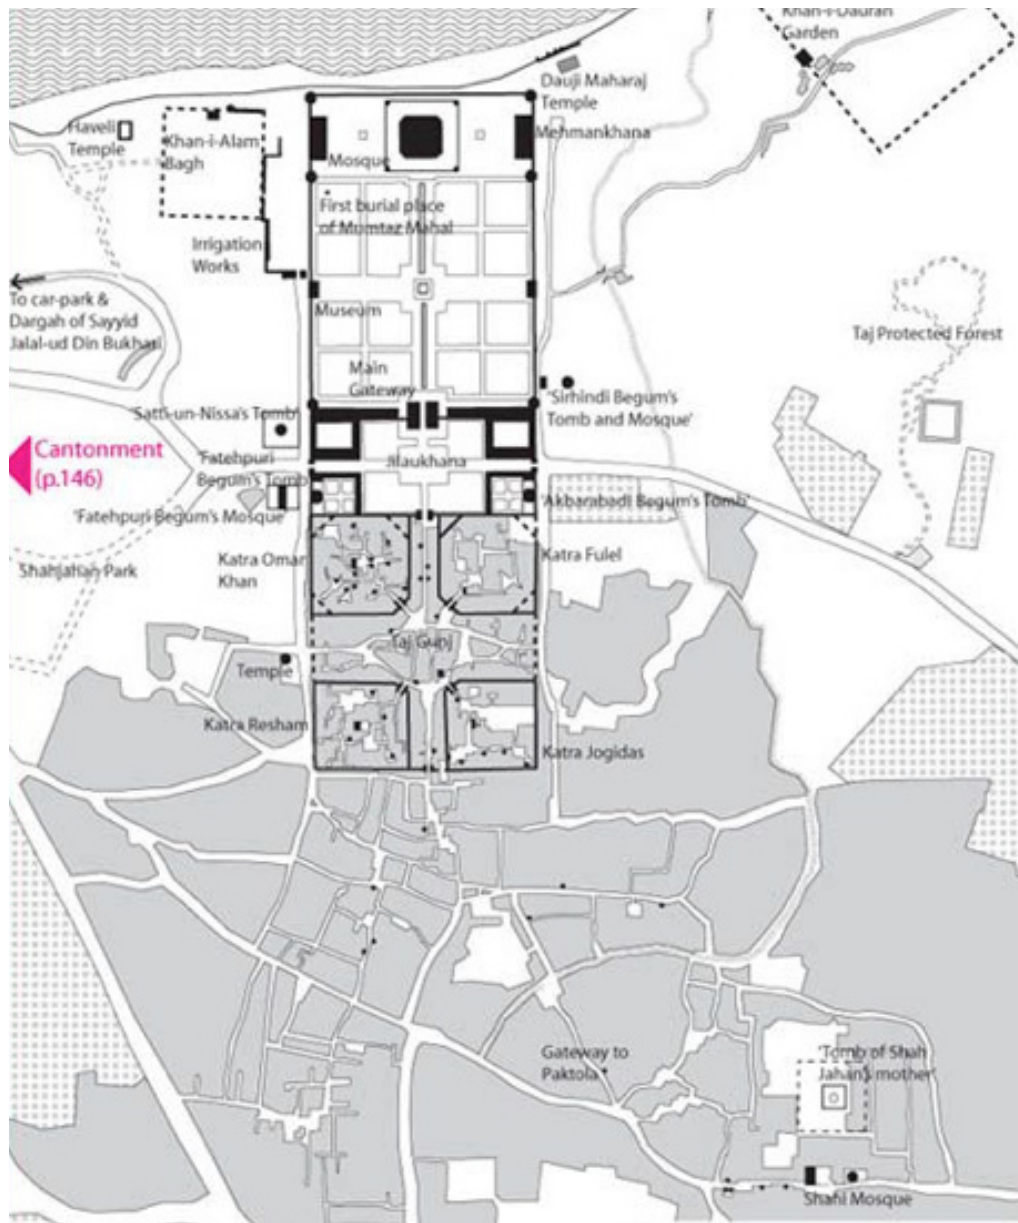 Khan-i-Dauran
Garden
Dauji Maharaj
Temple
Haveli
Temple
Khan-i-Alam
Bagh
Mosque
Mehmankhana
First burial place
of Mumtaz Mahal
Irrigation
Works
To car-park &
Dargah of Sayyid
Jalal-ud Din Bukhari
Museum
Taj Protected Forest
Main
Gateway
'Satti-un-Nissa's Tomb'
'Sirhindi Begum's
Tomb and Mosque'
Cantonment
(p.146)
'Fatehpuri
Begum's Tomb'
Jilaukhana
'Akbarabadi Begum's Tomb'
'Fatehpuri Begum's Mosque'
Katra Omar
Khan
Katra Fulel
Shahjahan Park
Taj Gunj
Temple
Katra Resham
Katra Jogidas
Gateway to
Paktola
'Tomb of Shah
Jahan's mother'
Shahi Mosque